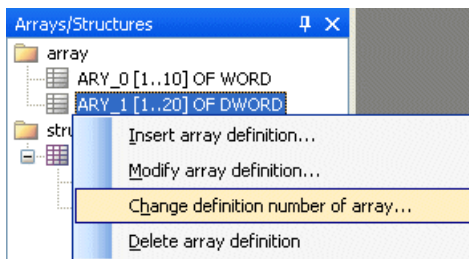 Arrays/Structures
array
ARY_0 [1..10] OF WORD
ARY_1 [1..20] OF DWORD
stru
Insert array definition...
Modify array definition...
Change definition number of array...
Delete array definition